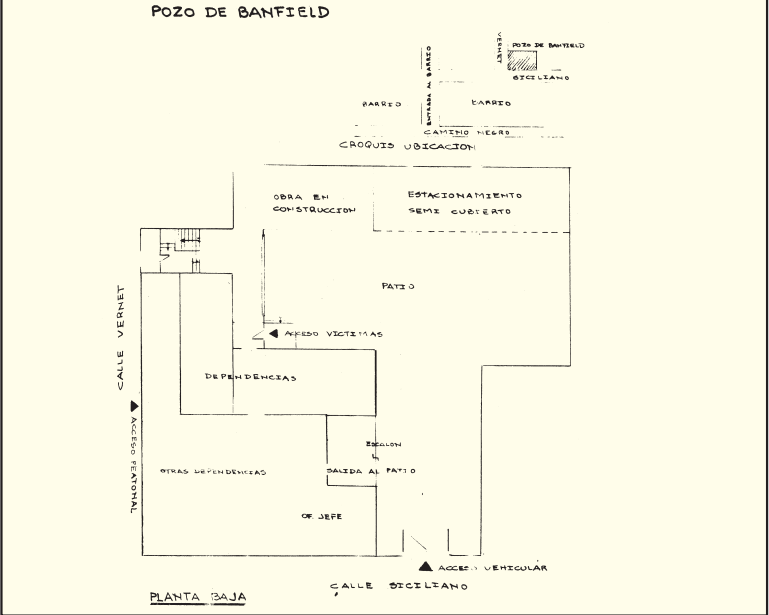 POZO DE BANFIELD
VERNET
POZO DE BANFIELD
SICILIANO
ENTRADA AL BARRIO
BARRIO
BARRIO
CAMINO NEGRO
CROQUIS UBICACION
OBRA EN
CONSTRUCCION
ESTACIONAMIENTO
SEMI CUBIERTO
PATIO
CALLE VERNET
ACCESO VICTIMAS
DEPENDENCIAS
ACCESO PEATONAL
ESCALON
OTRAS DEPENDENCIAS
SALIDA AL PATIO
OF. JEFE
ACCESO VEHICULAR
CALLE SICILIANO
PLANTA BAJA